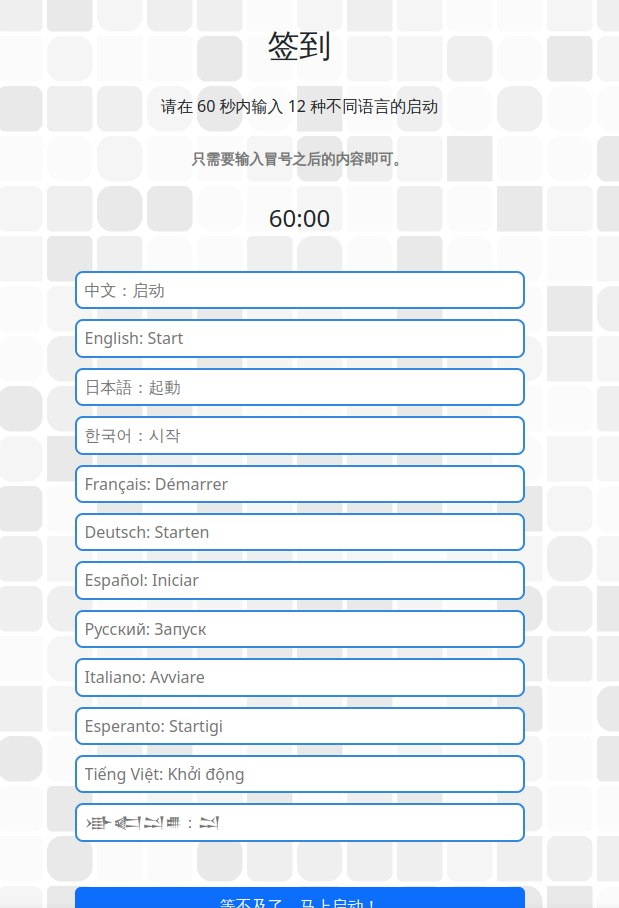 签到
请在 60 秒内输入 12 种不同语言的启动
只需要输入冒号之后的内容即可。
60:00
中文：启动
English: Start
日本語：起動
한국어：시작
Français: Démarrer
Deutsch: Starten
Español: Iniciar
Русский: Запуск
Italiano: Avviare
Esperanto: Startigi
Tiếng Việt: Khởi động
等不及了，马上启动！